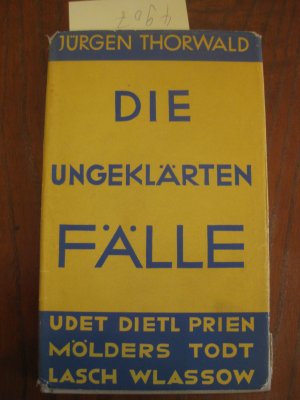 JÜRGEN THORWALD
DIE
UNGEKLÄRTEN
FÄLLE
UDET DIETL PRIEN
MÖLDERS TODT
LASCH WLASSOW